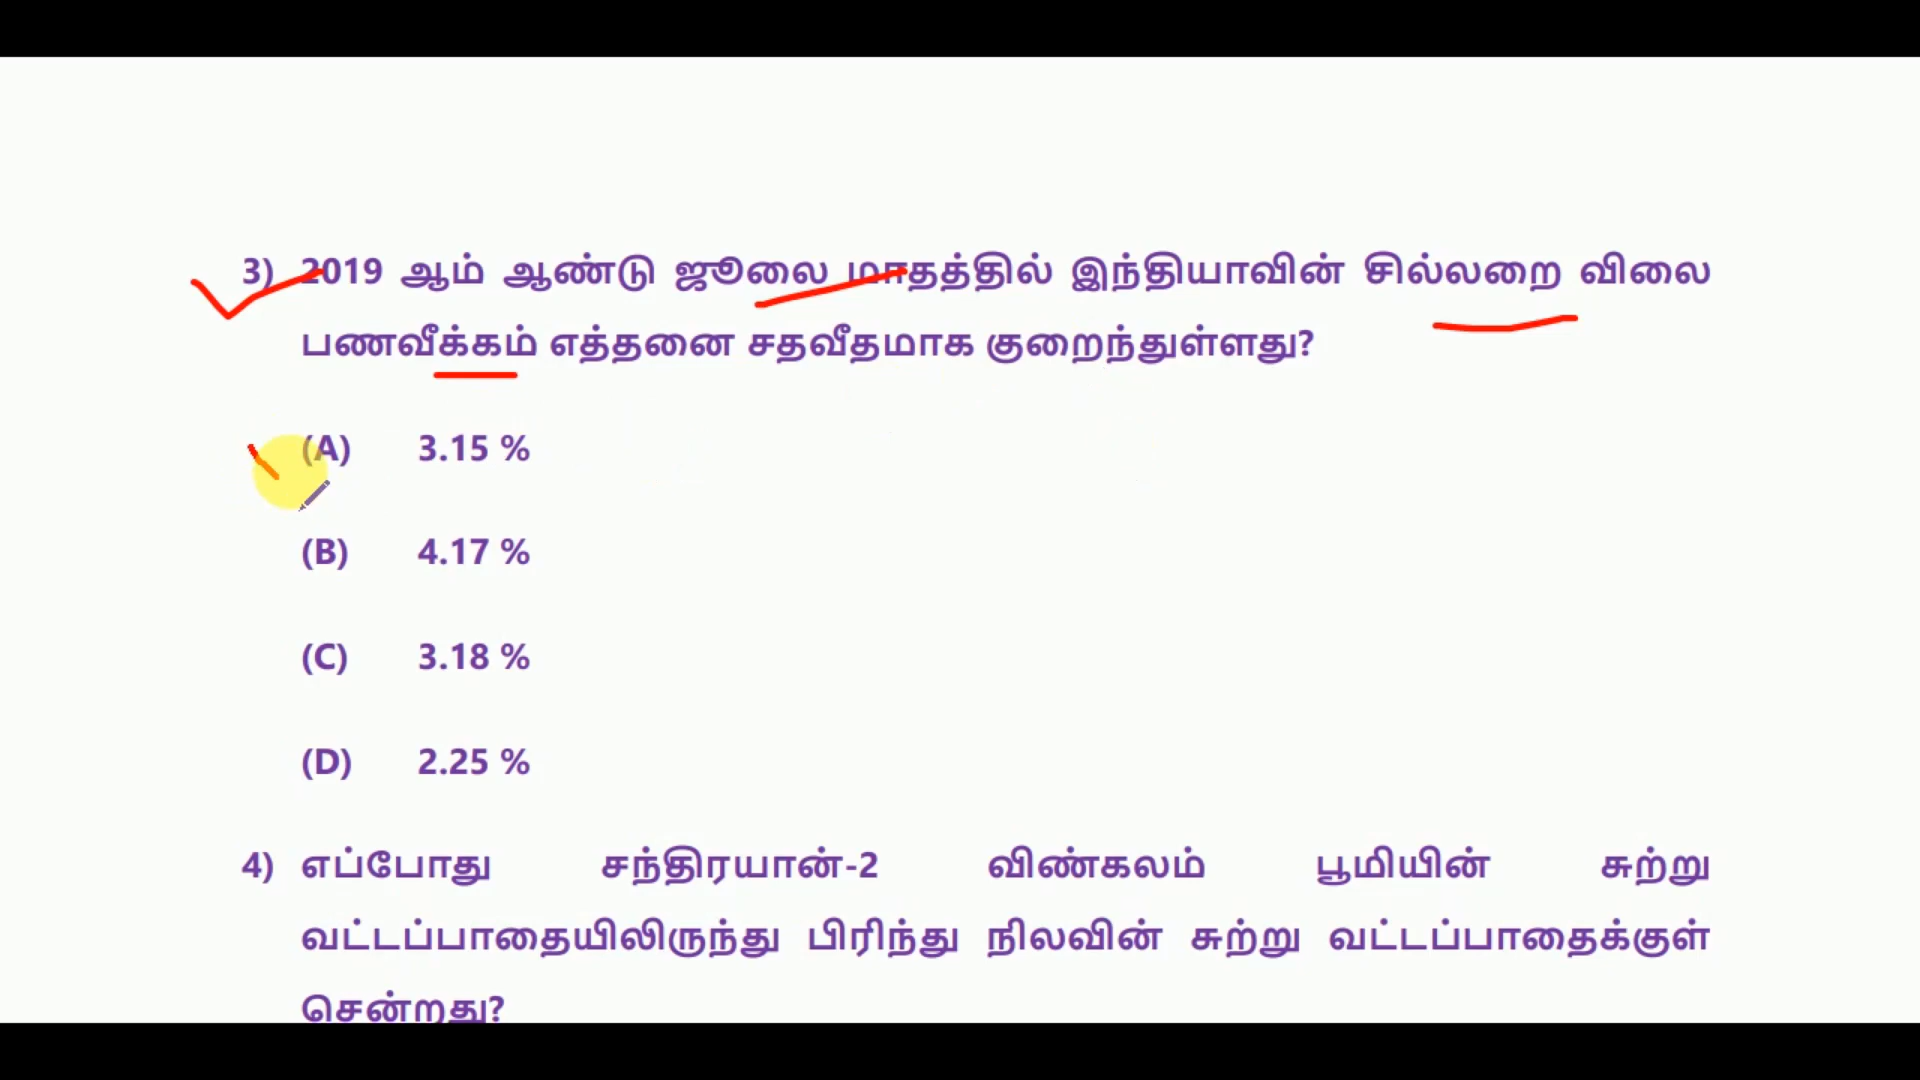 3) 2019 ஆம் ஆண்டு ஜூலை மாதத்தில் இந்தியாவின் சில்லறை விலை
பணவீக்கம் எத்தனை சதவீதமாக குறைந்துள்ளது?
(A) 3.15 %
(B) 4.17 %
(C) 3.18 %
(D) 2.25 %
4) எப்போது சந்திரயான்-2 விண்கலம் பூமியின் சுற்று
வட்டப்பாதையிலிருந்து பிரிந்து நிலவின் சுற்று வட்டப்பாதைக்குள்
சென்றது?